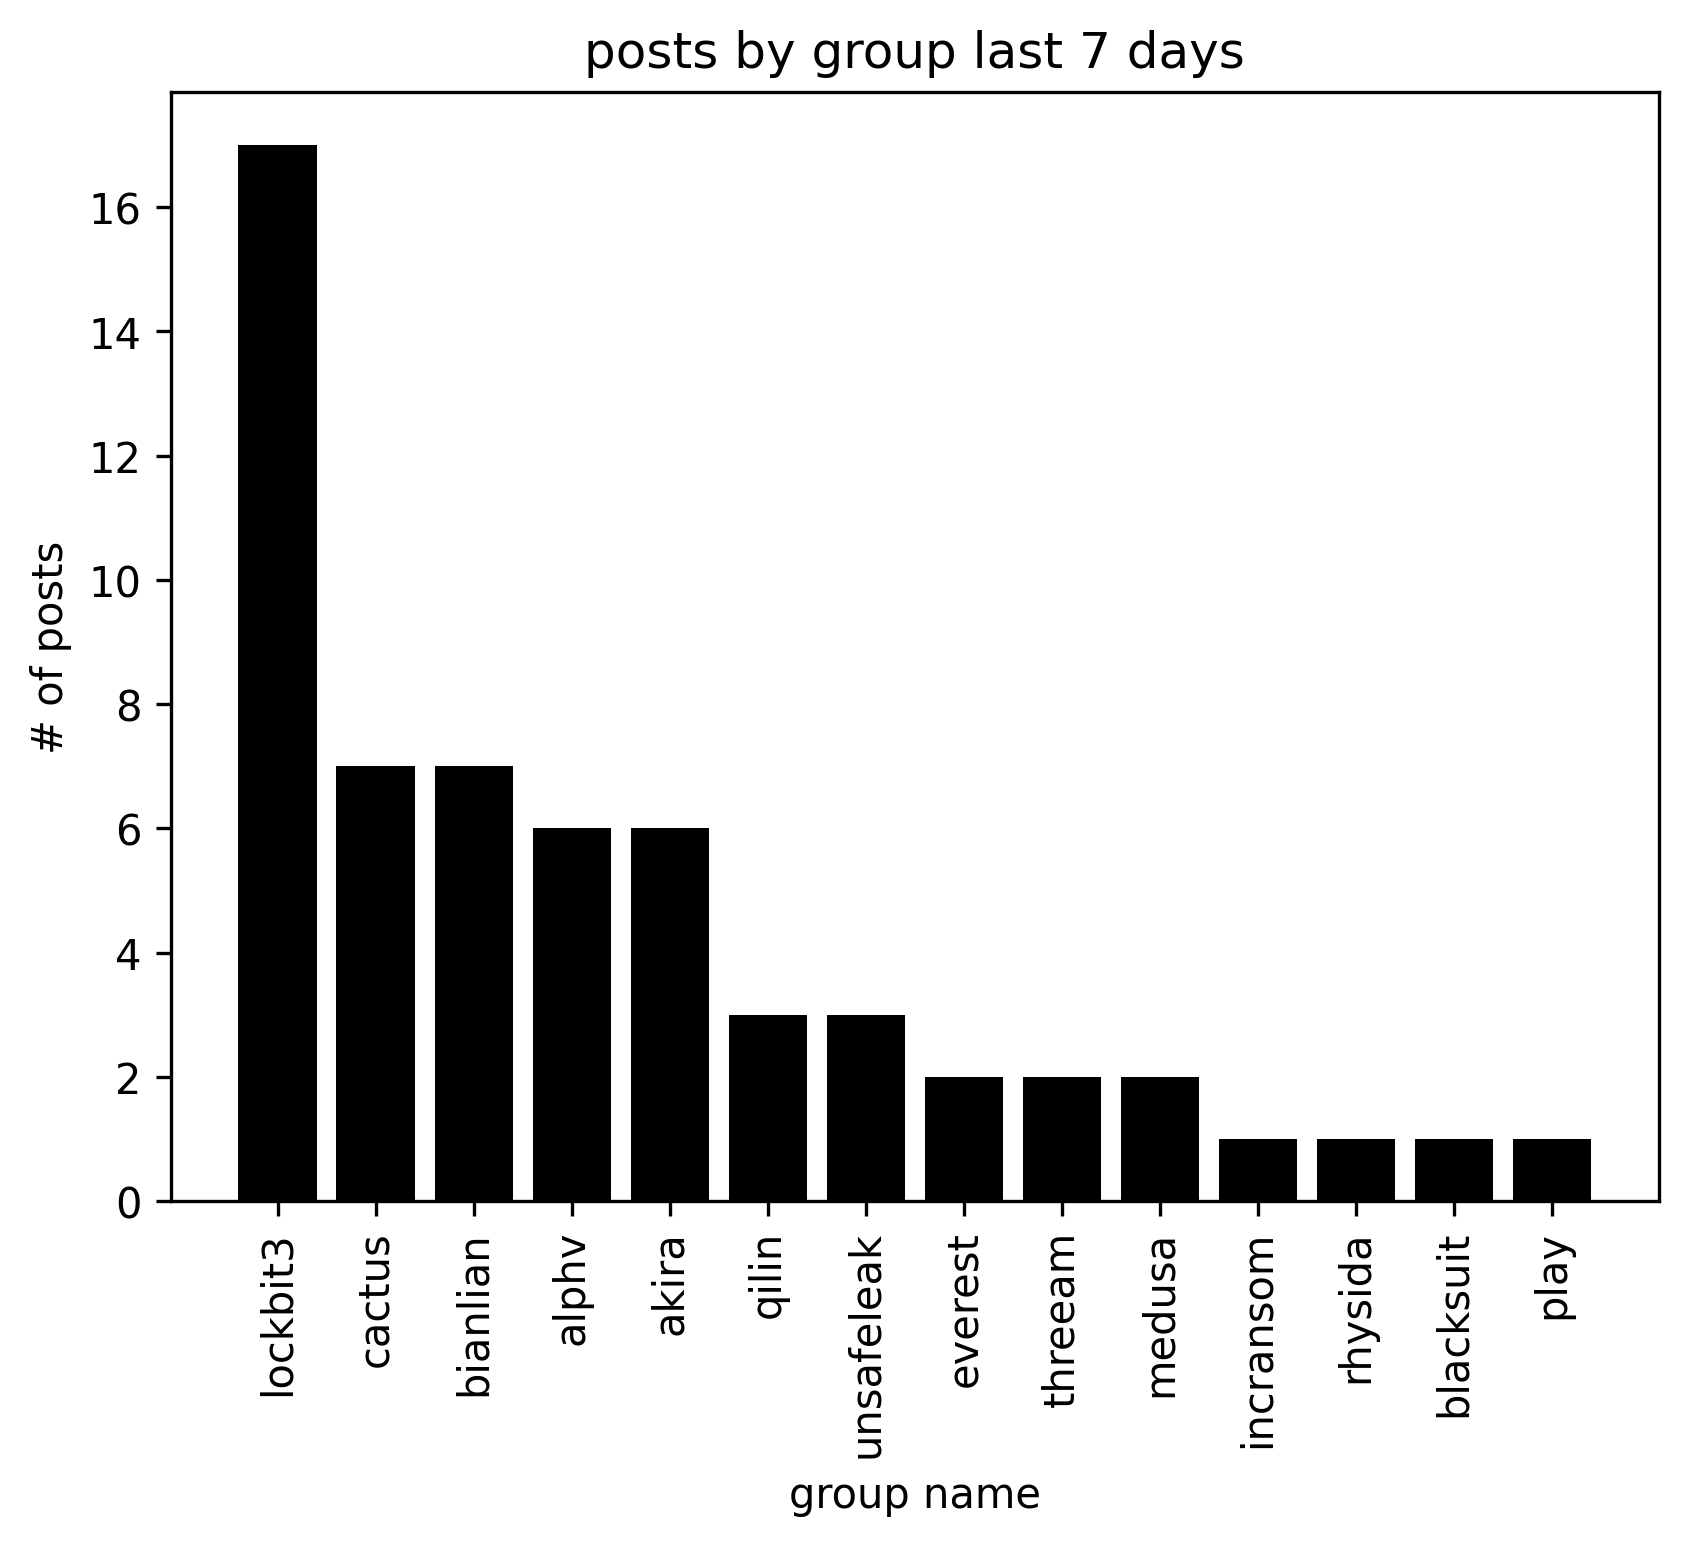 posts by group last 7 days
# of posts
16
14
12
10
8
6
4
2
0
lockbit3
cactus
bianlian
alphv
akira
qilin
unsafeleak
everest
threeam
medusa
incransom
rhysida
blacksuit
play
group name